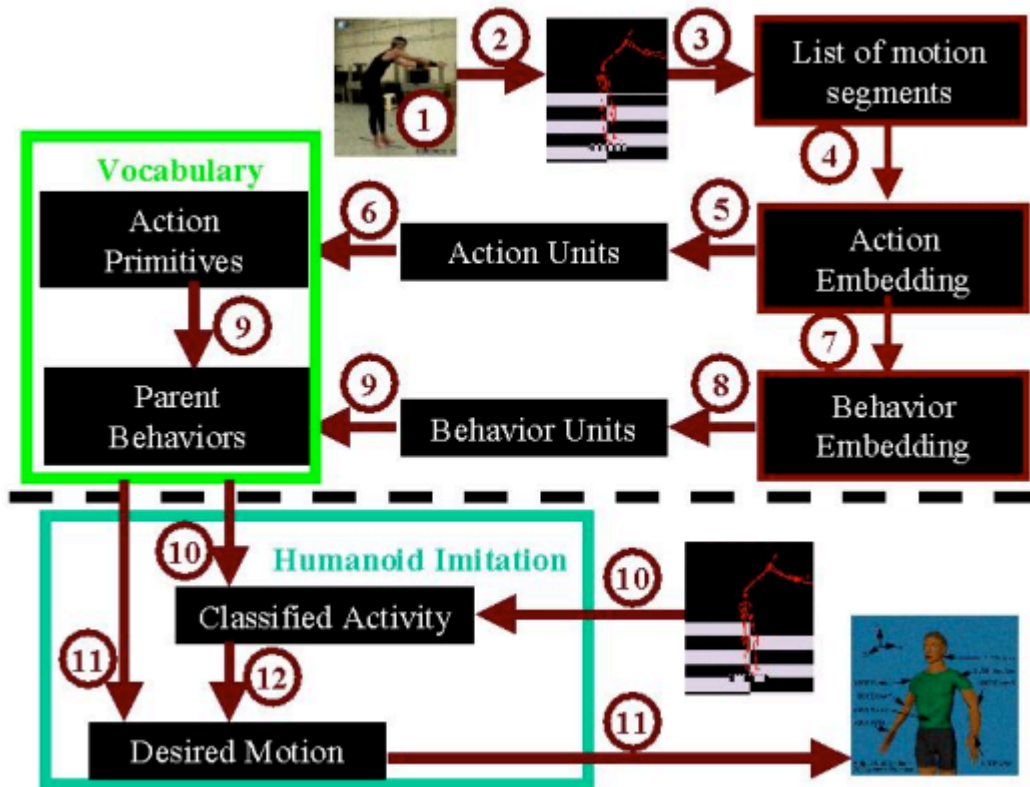 1
2
3
List of motion
segments
4
Vocabulary
Action
Primitives
6
Action Units
5
Action
Embedding
9
7
Parent
Behaviors
9
Behavior Units
8
Behavior
Embedding
10
Humanoid Imitation
10
Classified Activity
11
12
11
Desired Motion